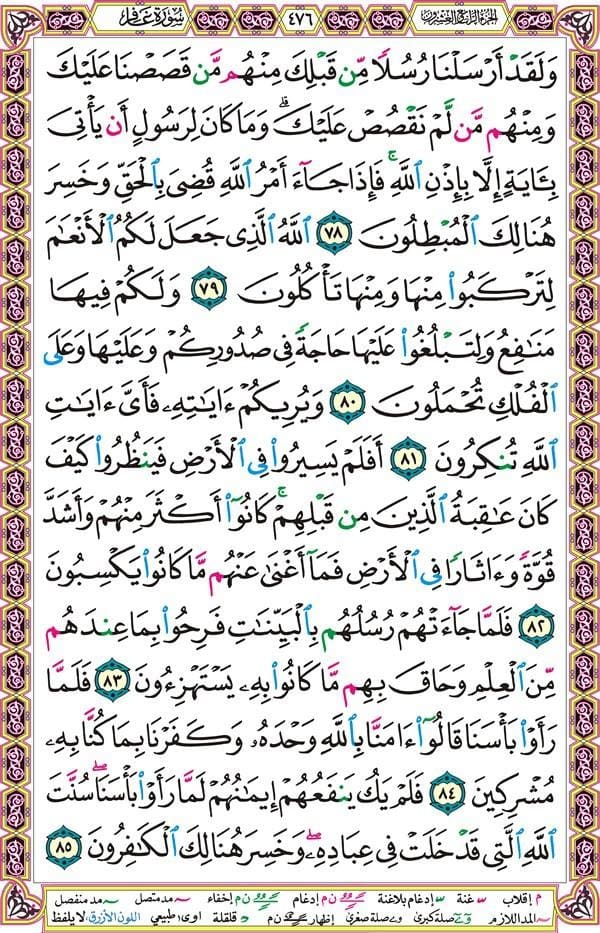 الجزء الرابع والعشرون
٤٧٦
سورة غافر
وَلَقَدْ أَرْسَلْنَا رُسُلًا مِّن قَبْلِكَ مِنْهُم مَّن قَصَصْنَا عَلَيْكَ
وَمِنْهُم مَّن لَّمْ نَقْصُصْ عَلَيْكَ ۗ وَمَا كَانَ لِرَسُولٍ أَن يَأْتِىَ
بِـَٔايَةٍ إِلَّا بِإِذْنِ ٱللَّهِ ۚ فَإِذَا جَآءَ أَمْرُ ٱللَّهِ قُضِىَ بِٱلْحَقِّ وَخَسِرَ
هُنَالِكَ ٱلْمُبْطِلُونَ ٧٨ ٱللَّهُ ٱلَّذِى جَعَلَ لَكُمُ ٱلْأَنْعَٰمَ
لِتَرْكَبُوا۟ مِنْهَا وَمِنْهَا تَأْكُلُونَ ٧٩ وَلَكُمْ فِيهَا
مَنَٰفِعُ وَلِتَبْلُغُوا۟ عَلَيْهَا حَاجَةً فِى صُدُورِكُمْ وَعَلَيْهَا وَعَلَى
ٱلْفُلْكِ تُحْمَلُونَ ٨٠ وَيُرِيكُمْ ءَايَٰتِهِۦ فَأَىَّ ءَايَٰتِ
ٱللَّهِ تُنكِرُونَ ٨١ أَفَلَمْ يَسِيرُوا۟ فِى ٱلْأَرْضِ فَيَنظُرُوا۟ كَيْفَ
كَانَ عَٰقِبَةُ ٱلَّذِينَ مِن قَبْلِهِمْ ۚ كَانُوٓا۟ أَكْثَرَ مِنْهُمْ وَأَشَدَّ
قُوَّةً وَءَاثَارًا فِى ٱلْأَرْضِ فَمَآ أَغْنَىٰ عَنْهُم مَّا كَانُوا۟ يَكْسِبُونَ
٨٢ فَلَمَّا جَآءَتْهُمْ رُسُلُهُم بِٱلْبَيِّنَٰتِ فَرِحُوا۟ بِمَا عِندَهُم
مِّنَ ٱلْعِلْمِ وَحَاقَ بِهِم مَّا كَانُوا۟ بِهِۦ يَسْتَهْزِءُونَ ٨٣ فَلَمَّا
رَأَوْا۟ بَأْسَنَا قَالُوٓا۟ ءَامَنَّا بِٱللَّهِ وَحْدَهُۥ وَكَفَرْنَا بِمَا كُنَّا بِهِۦ
مُشْرِكِينَ ٨٤ فَلَمْ يَكُ يَنفَعُهُمْ إِيمَٰنُهُمْ لَمَّا رَأَوْا۟ بَأْسَنَا ۖ سُنَّتَ
ٱللَّهِ ٱلَّتِى قَدْ خَلَتْ فِى عِبَادِهِۦ ۖ وَخَسِرَ هُنَالِكَ ٱلْكَٰفِرُونَ ٨٥
م إقلاب س غنة س إدغام بلاغنة ن م إدغام ن م إخفاء مد متصل مد منفصل
المد اللازم صلة كبرى صلة صغرى إظهار ن م قلقلة اوى طبيعي اللون الأزرق لا يلفظ